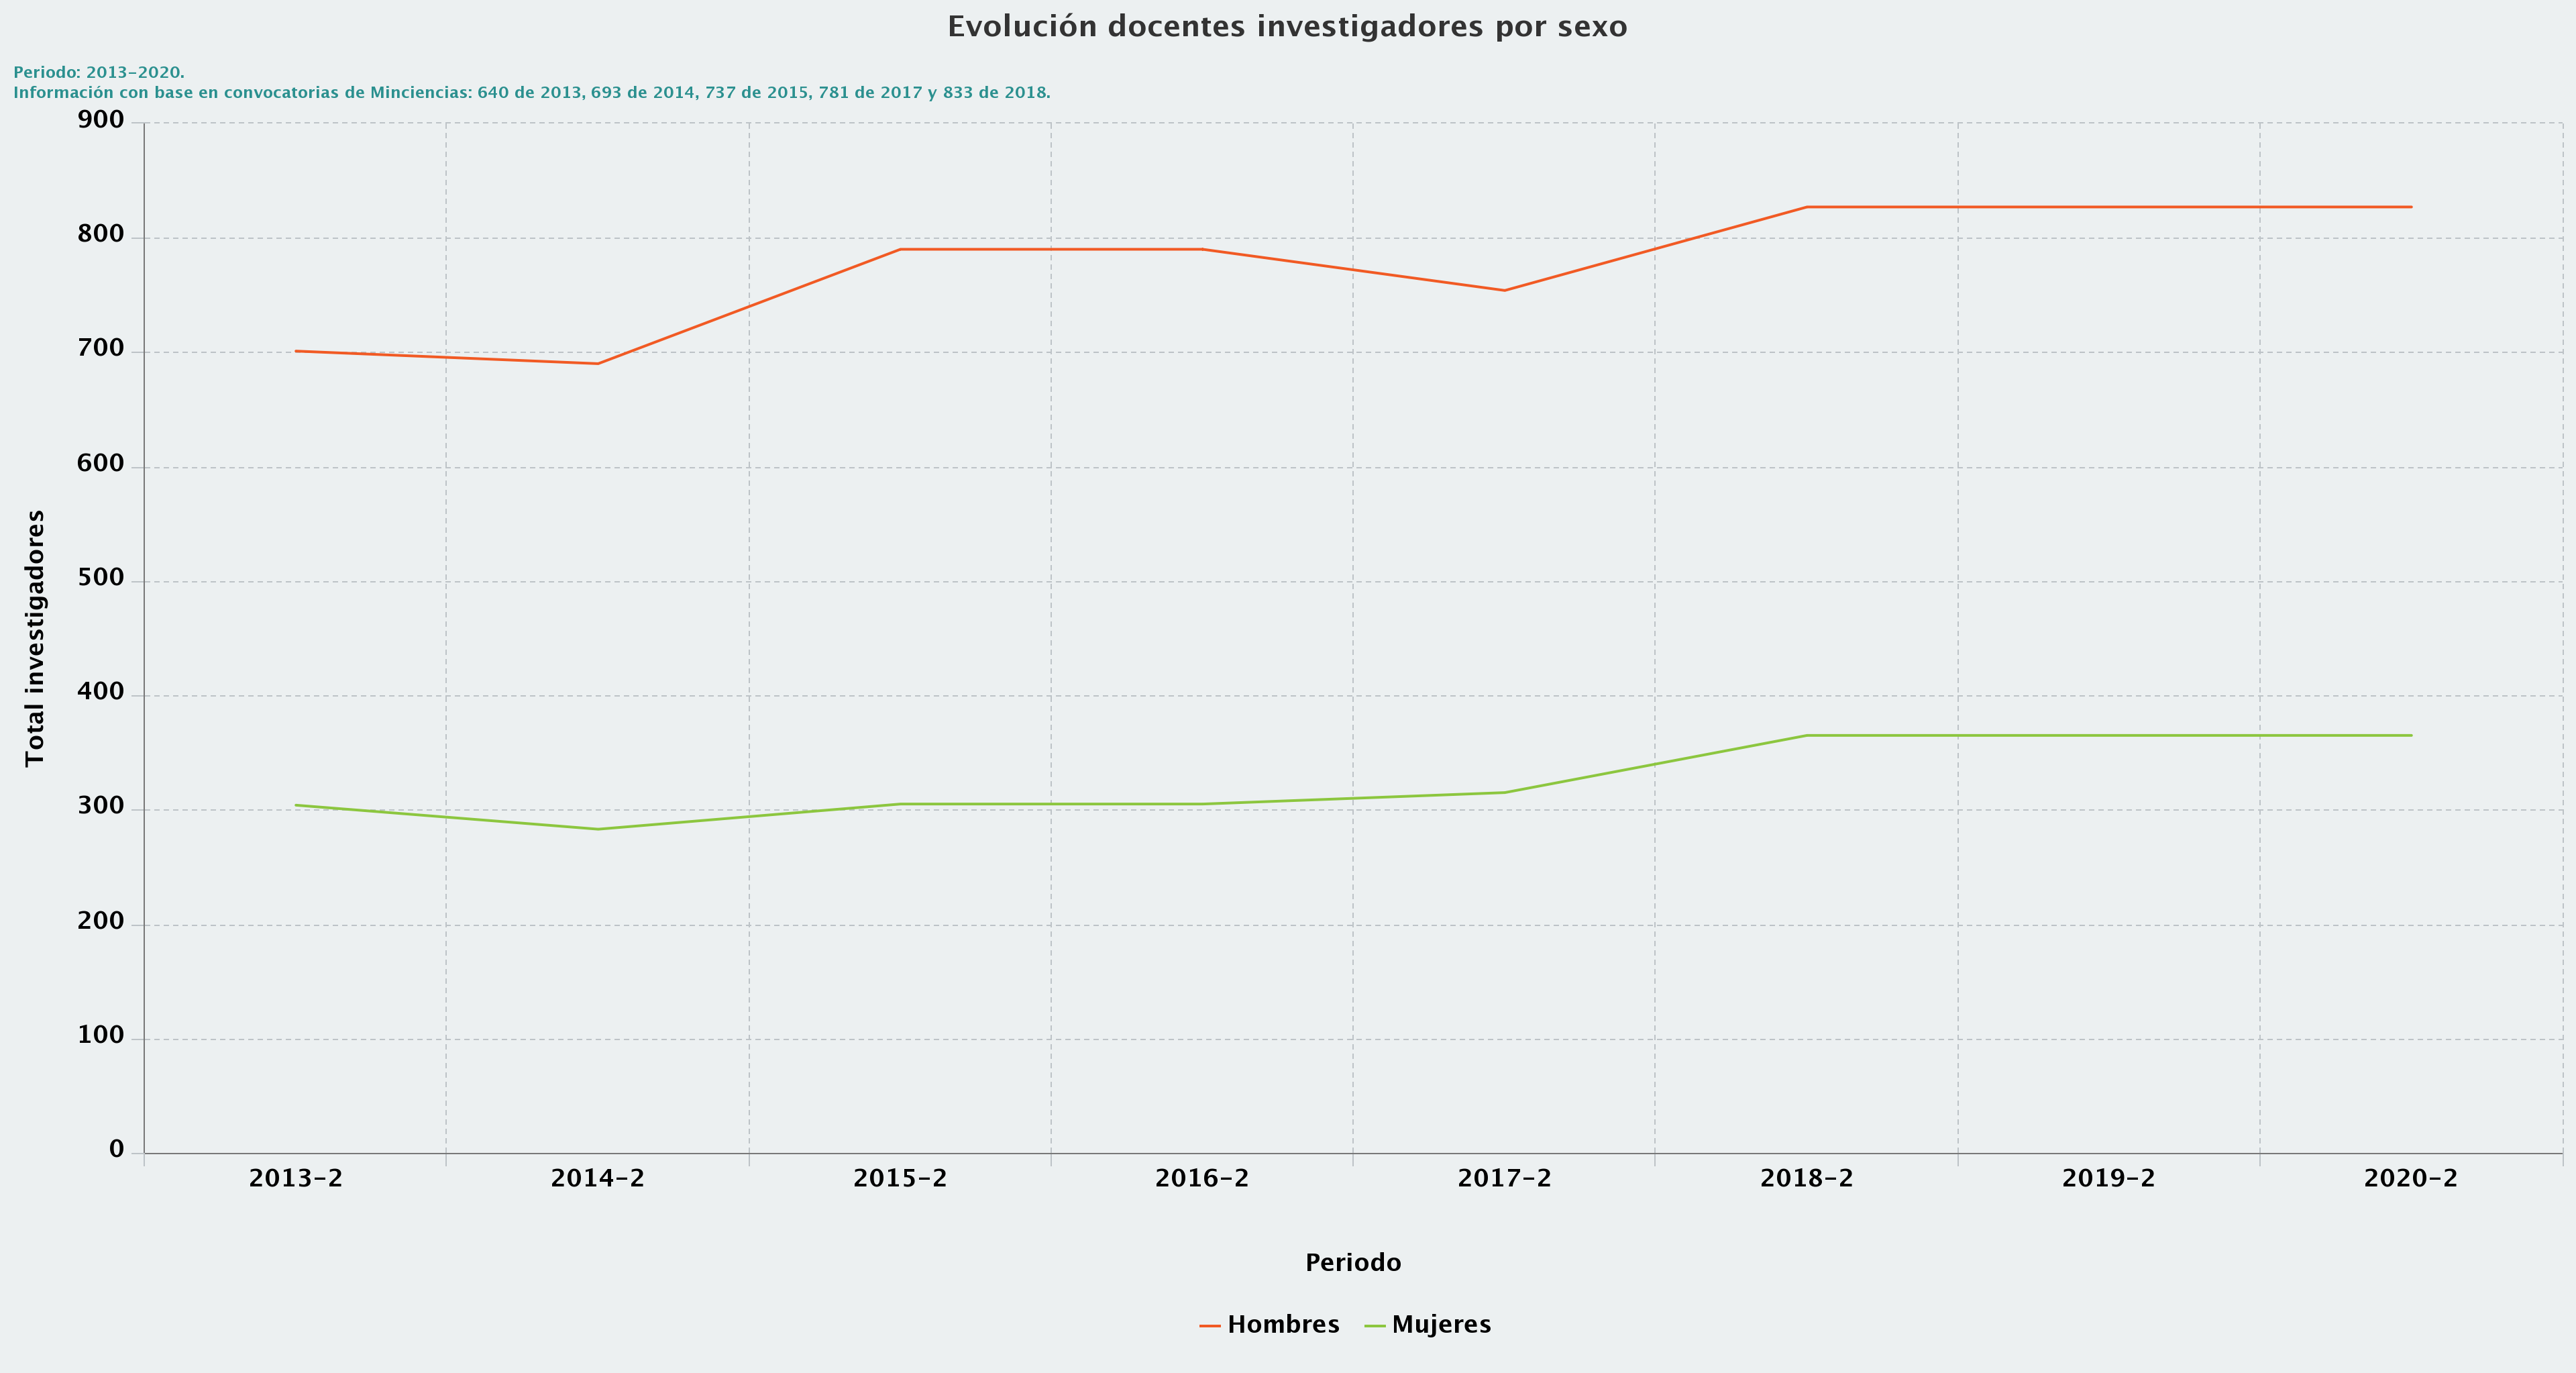 Evolución docentes investigadores por sexo
Periodo: 2013-2020.
Información con base en convocatorias de Minciencias: 640 de 2013, 693 de 2014, 737 de 2015, 781 de 2017 y 833 de 2018.
900
800
700
600
500
400
300
200
100
0
Total investigadores
2013-2 2014-2 2015-2 2016-2 2017-2 2018-2 2019-2 2020-2
Periodo
Hombres Mujeres